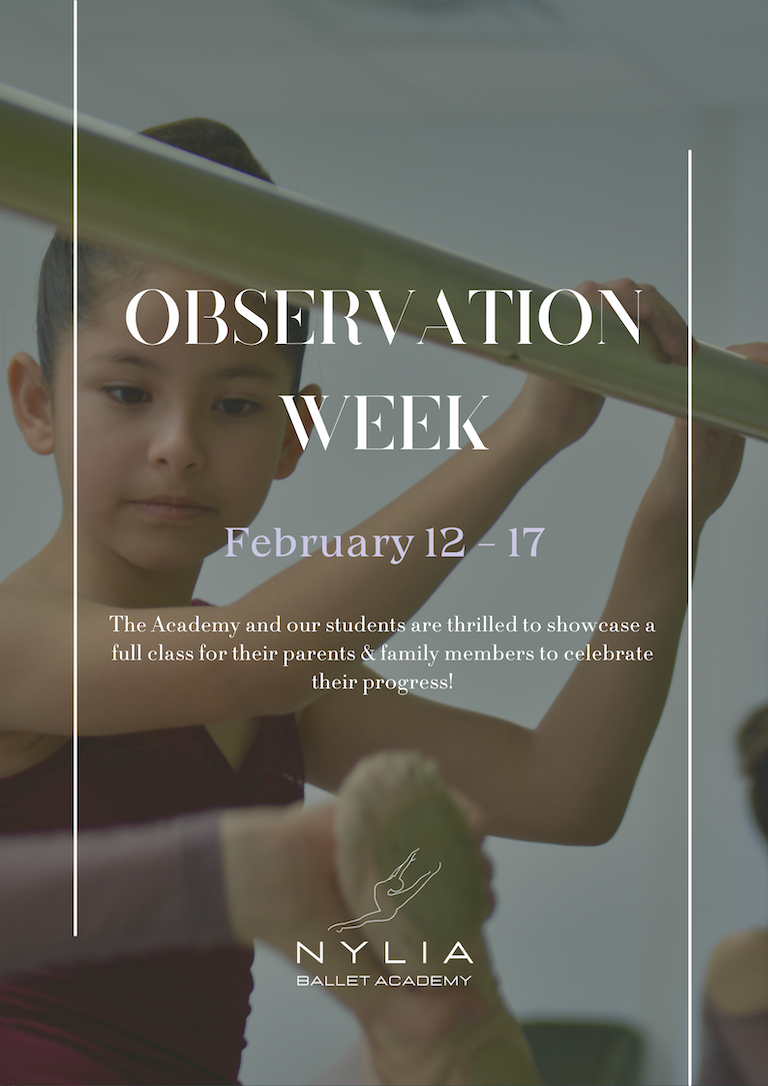 OBSERVATION
WEEK
February 12 - 17
The Academy and our students are thrilled to showcase a
full class for their parents & family members to celebrate
their progress!
NYLIA
BALLET ACADEMY